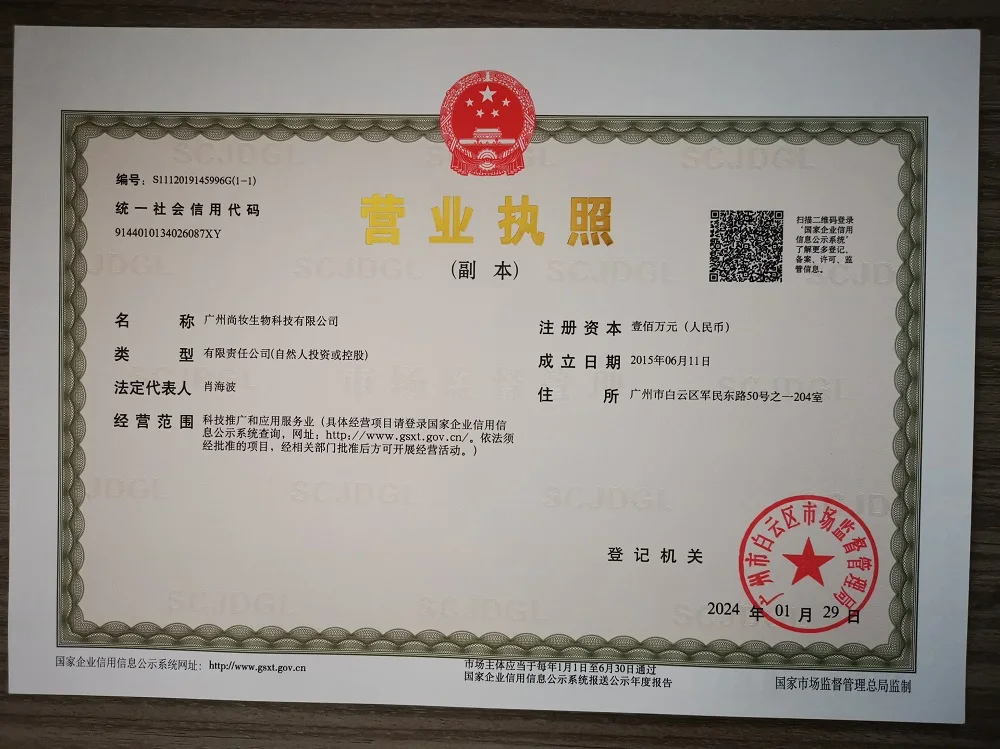 编号：S1112019145996G(1-1)
统一社会信用代码
9144010134026087XY
营业执照
(副 本)
扫描二维码登录
‘国家企业信用
信息公示系统’
了解更多登记、
备案、许可、监
管信息。
名 称 广州尚妆生物科技有限公司
类 型 有限责任公司(自然人投资或控股)
法定代表人 肖海波
经营范围 科技推广和应用服务业（具体经营项目请登录国家企业信用信
息公示系统查询，网址：http://www.gsxt.gov.cn/。依法须
经批准的项目，经相关部门批准后方可开展经营活动。）
注册资本 壹佰万元（人民币）
成立日期 2015年06月11日
住 所 广州市白云区军民东路50号之一204室
登记机关
广州市白云区市场监督管理局
2024 年 01 月 29 日
国家企业信用信息公示系统网址：http://www.gsxt.gov.cn
市场主体应当于每年1月1日至6月30日通过
国家企业信用信息公示系统报送公示年度报告
国家市场监督管理总局监制